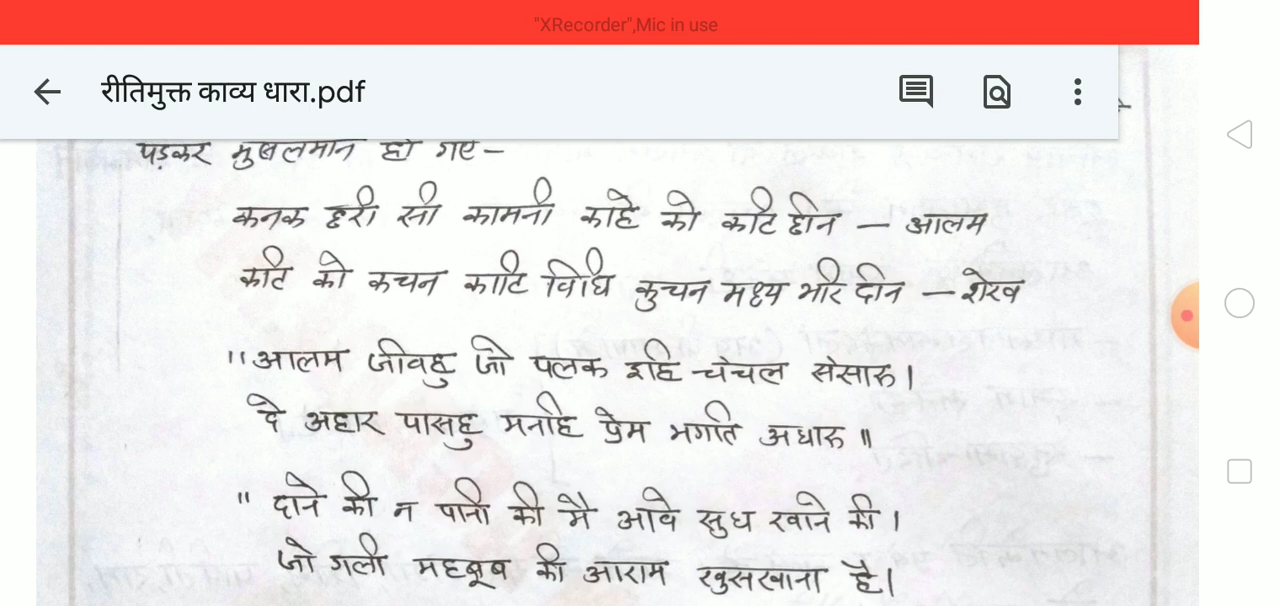 "XRecorder",Mic in use
रीतिमुक्त काव्य धारा.pdf
पड़कर मुसलमान हो गए –
कनक छरी सी कामनी काहे को कटि हीन – आलम
कटि को कचन काटि विधि कुचन मध्य भरि दीन – शेख
"आलम जीवहु जो पलक इहि चंचल संसारु।
दे अहार पासहु मनहि प्रेम भगति अधारु॥
" दाने की न पानी की मै आवे सुध खाने की।
जो गली महबूब की आराम खुसखाना है।